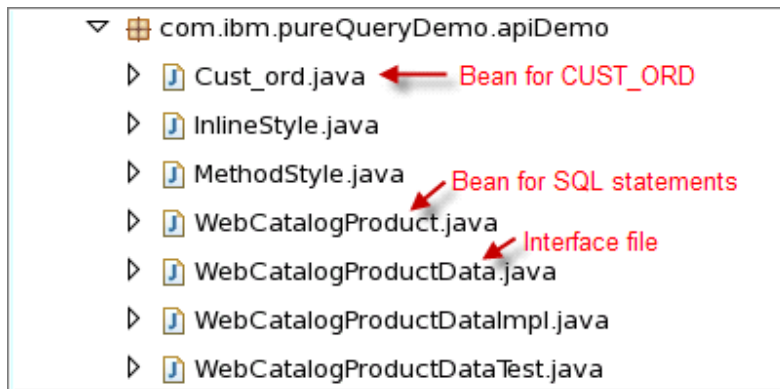 com.ibm.pureQueryDemo.apiDemo
Cust_ord.java Bean for CUST_ORD
InlineStyle.java
MethodStyle.java
Bean for SQL statements
WebCatalogProduct.java
Interface file
WebCatalogProductData.java
WebCatalogProductDataImpl.java
WebCatalogProductDataTest.java